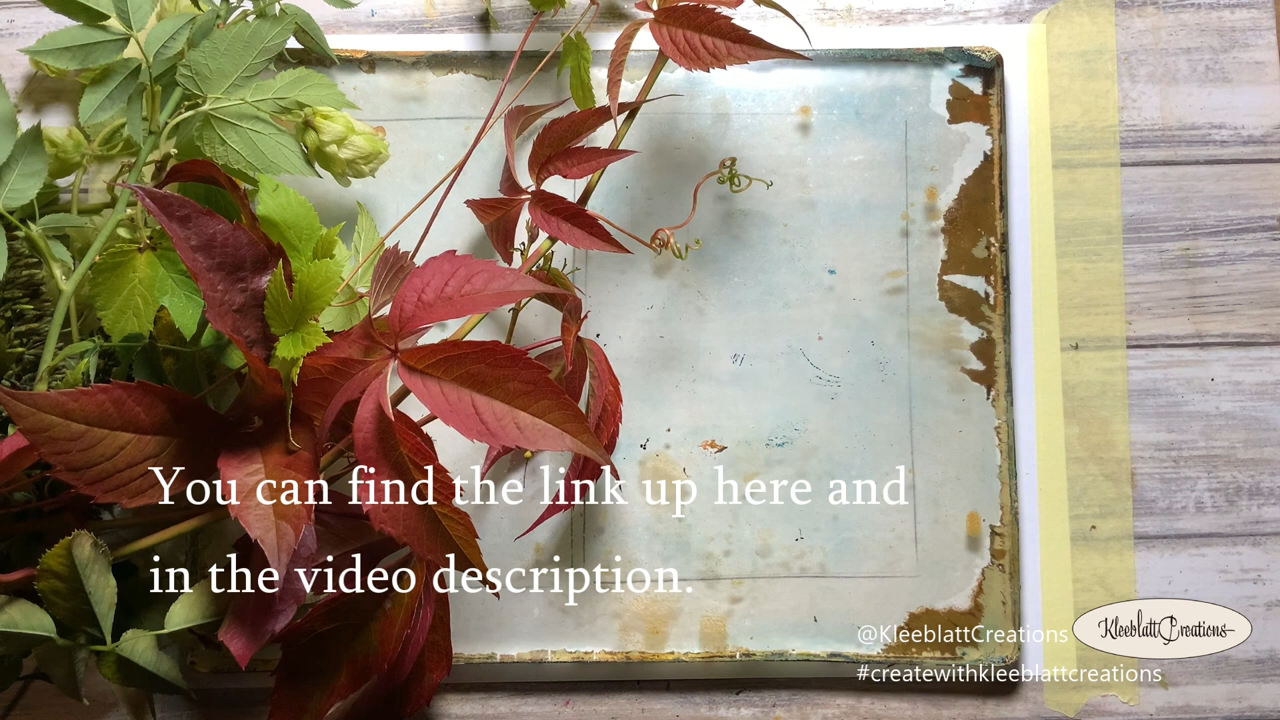 You can find the link up here and
in the video description.
@KleeblattCreations
KleeblattCreations
#createwithkleeblattcreations